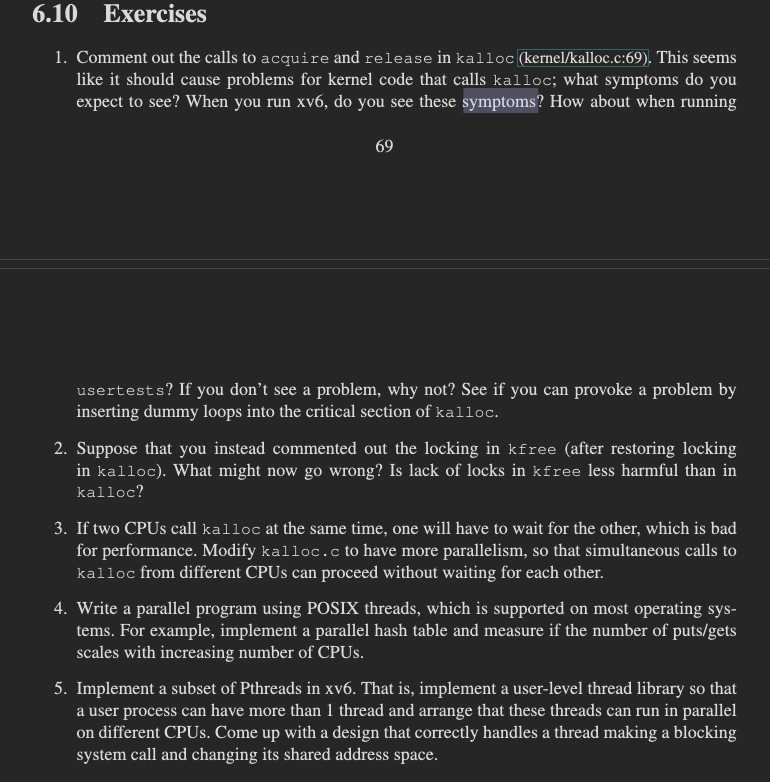 6.10 Exercises
1. Comment out the calls to acquire and release in kalloc (kernel/kalloc.c:69). This seems
like it should cause problems for kernel code that calls kalloc; what symptoms do you
expect to see? When you run xv6, do you see these symptoms? How about when running
69
usertests? If you don’t see a problem, why not? See if you can provoke a problem by
inserting dummy loops into the critical section of kalloc.
2. Suppose that you instead commented out the locking in kfree (after restoring locking
in kalloc). What might now go wrong? Is lack of locks in kfree less harmful than in
kalloc?
3. If two CPUs call kalloc at the same time, one will have to wait for the other, which is bad
for performance. Modify kalloc.c to have more parallelism, so that simultaneous calls to
kalloc from different CPUs can proceed without waiting for each other.
4. Write a parallel program using POSIX threads, which is supported on most operating sys-
tems. For example, implement a parallel hash table and measure if the number of puts/gets
scales with increasing number of CPUs.
5. Implement a subset of Pthreads in xv6. That is, implement a user-level thread library so that
a user process can have more than 1 thread and arrange that these threads can run in parallel
on different CPUs. Come up with a design that correctly handles a thread making a blocking
system call and changing its shared address space.